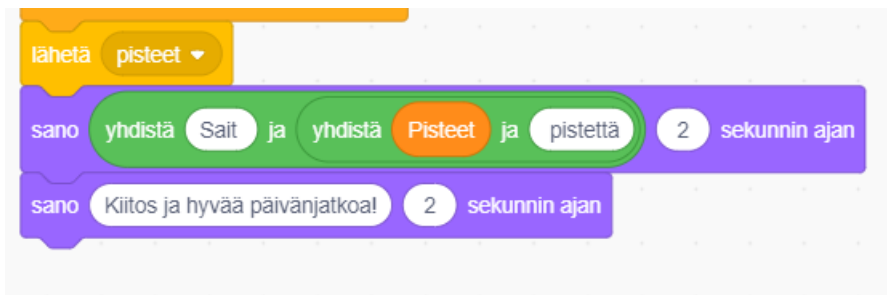 lähetä pisteet
sano yhdistä Sait ja yhdistä Pisteet ja pistettä 2 sekunnin ajan
sano Kiitos ja hyvää päivänjatkoa! 2 sekunnin ajan